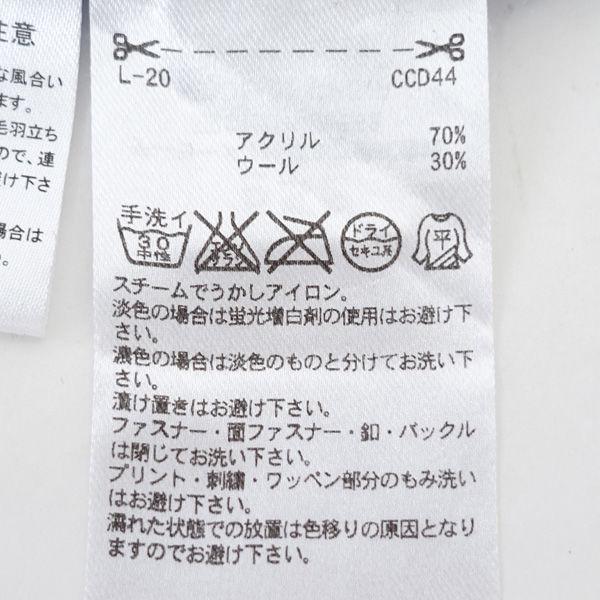 注意
な風合い
ます。
毛羽立ち
ので、連
避け下さ
場合は
。
L-20 CCD44
アクリル 70%
ウール 30%
手洗イ
30
中性
エンソ
サラシ
ドライ
セキユ系
平
スチームでうかしアイロン。
淡色の場合は蛍光増白剤の使用はお避け下
さい。
濃色の場合は淡色のものと分けてお洗い下
さい。
漬け置きはお避け下さい。
ファスナー・面ファスナー・釦・バックル
は閉じてお洗い下さい。
プリント・刺繍・ワッペン部分のもみ洗い
はお避け下さい。
濡れた状態での放置は色移りの原因となり
ますのでお避け下さい。